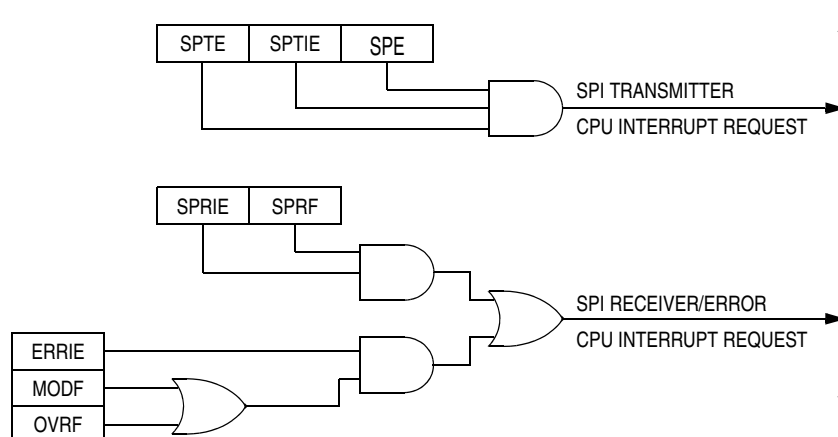 SPTE SPTIE SPE
SPI TRANSMITTER
CPU INTERRUPT REQUEST
SPRIE SPRF
SPI RECEIVER/ERROR
CPU INTERRUPT REQUEST
ERRIE
MODF
OVRF